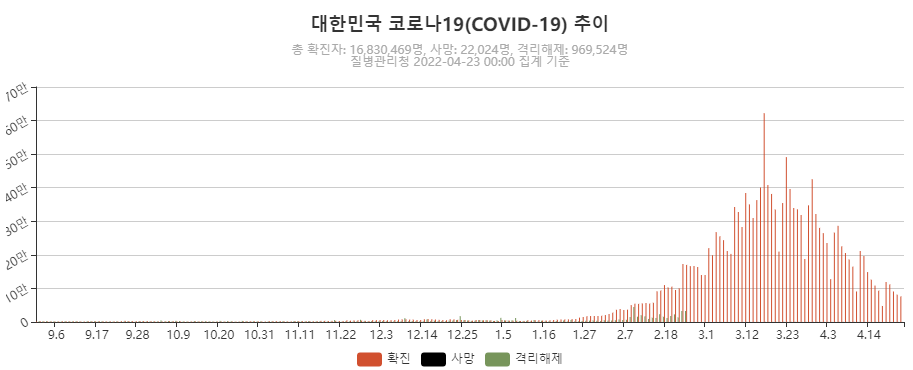 대한민국 코로나19(COVID-19) 추이
총 확진자: 16,830,469명, 사망: 22,024명, 격리해제: 969,524명
질병관리청 2022-04-23 00:00 집계 기준
70만
60만
50만
40만
30만
20만
10만
0
9.6 9.17 9.28 10.9 10.20 10.31 11.11 11.22 12.3 12.14 12.25 1.5 1.16 1.27 2.7 2.18 3.1 3.12 3.23 4.3 4.14
확진 사망 격리해제